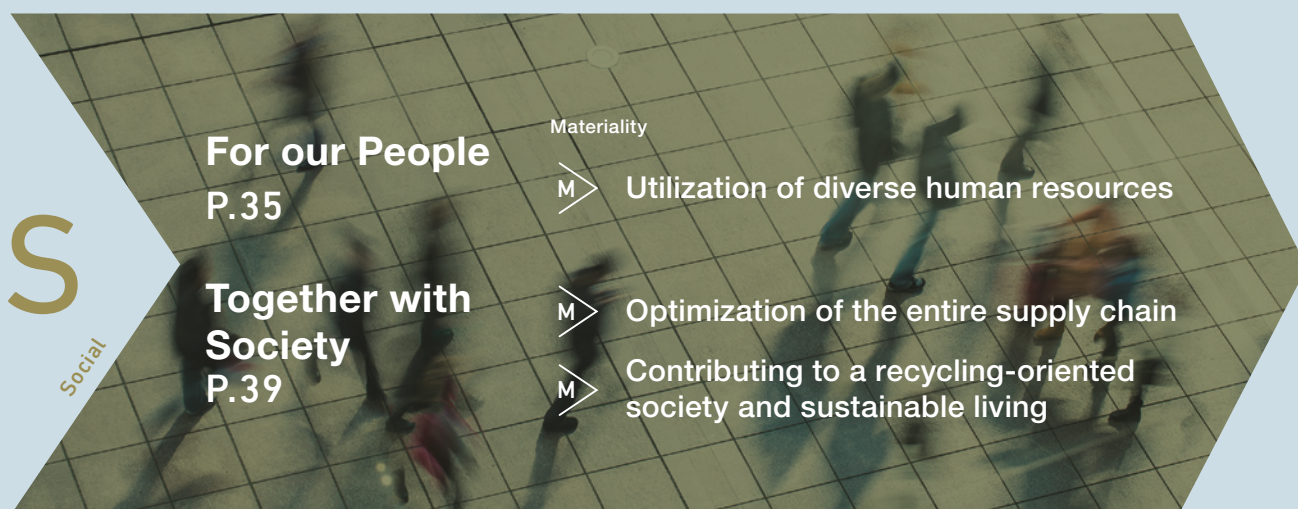 S
Social
For our People
P.35
Materiality
M
Utilization of diverse human resources
Together with
Society
P.39
M
Optimization of the entire supply chain
M
Contributing to a recycling-oriented
society and sustainable living